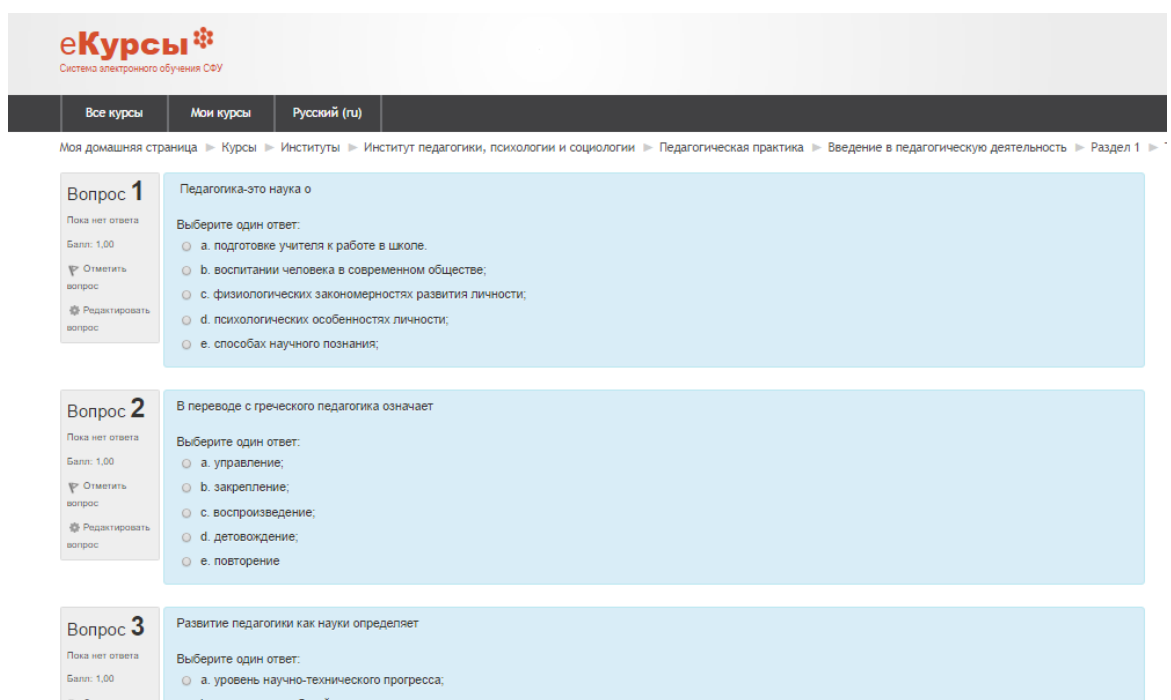 еКурсы
Система электронного обучения СФУ
Все курсы Мои курсы Русский (ru)
Моя домашняя страница ► Курсы ► Институты ► Институт педагогики, психологии и социологии ► Педагогическая практика ► Введение в педагогическую деятельность ► Раздел 1 ►
Вопрос 1
Пока нет ответа
Балл: 1,00
Отметить
вопрос
Редактировать
вопрос
Педагогика-это наука о
Выберите один ответ:
a. подготовке учителя к работе в школе.
b. воспитании человека в современном обществе;
c. физиологических закономерностях развития личности;
d. психологических особенностях личности;
e. способах научного познания;
Вопрос 2
Пока нет ответа
Балл: 1,00
Отметить
вопрос
Редактировать
вопрос
В переводе с греческого педагогика означает
Выберите один ответ:
a. управление;
b. закрепление;
c. воспроизведение;
d. детовождение;
e. повторение
Вопрос 3
Пока нет ответа
Балл: 1,00
Развитие педагогики как науки определяет
Выберите один ответ:
a. уровень научно-технического прогресса;